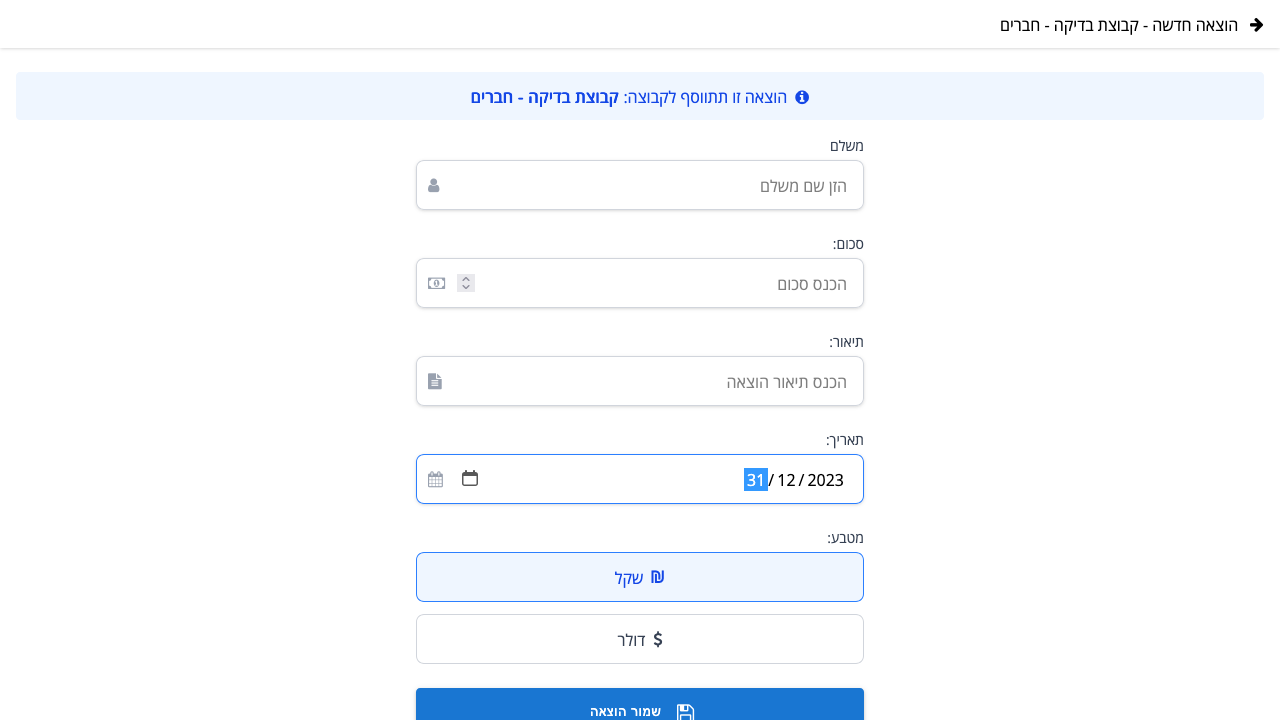 הוצאה חדשה - קבוצת בדיקה - חברים
הוצאה זו תתווסף לקבוצה: קבוצת בדיקה - חברים
משלם
הזן שם משלם
סכום:
הכנס סכום
תיאור:
הכנס תיאור הוצאה
תאריך:
31/ 12 / 2023
מטבע:
₪ שקל
$ דולר
שמור הוצאה